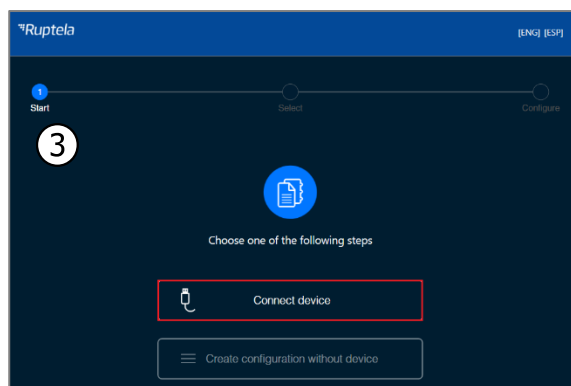 Ruptela
[ENG] [ESP]
1
Start
Select
Configure
3
Choose one of the following steps
Connect device
Create configuration without device